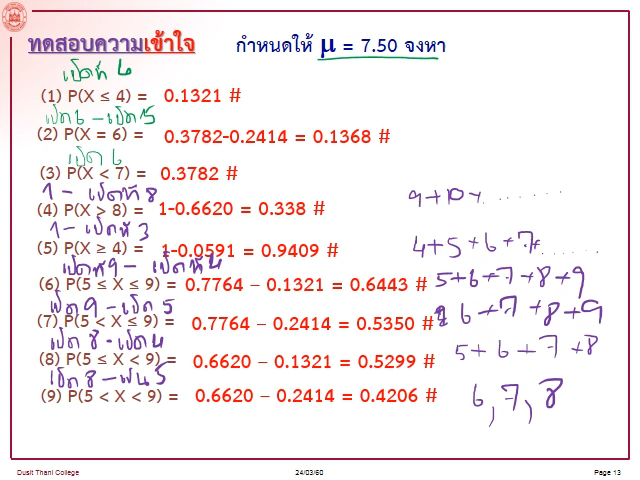 ทดสอบความเข้าใจ กำหนดให้ μ = 7.50 จงหา
เปิดที่ 4
(1) P(X ≤ 4) = 0.1321 #
เปิด 6 - เปิด 5
(2) P(X = 6) = 0.3782-0.2414 = 0.1368 #
เปิด 6
(3) P(X < 7) = 0.3782 #
1 - เปิดที่ 8
(4) P(X > 8) = 1-0.6620 = 0.338 # 9+10+.......
1 - เปิดที่ 3
(5) P(X ≥ 4) = 1-0.0591 = 0.9409 # 4+5+6+7+......
เปิดที่ 9 - เปิดที่ 4
(6) P(5 ≤ X ≤ 9) = 0.7764 – 0.1321 = 0.6443 # 5+6+7+8+9
เปิด 9 - เปิด 5
(7) P(5 < X ≤ 9) = 0.7764 – 0.2414 = 0.5350 # 6+7+8+9
เปิด 8 - เปิด 4
(8) P(5 ≤ X < 9) = 0.6620 – 0.1321 = 0.5299 # 5+6+7+8
เปิด 8 - เปิด 5
(9) P(5 < X < 9) = 0.6620 – 0.2414 = 0.4206 # 6,7,8
Dusit Thani College 24/03/60 Page 13